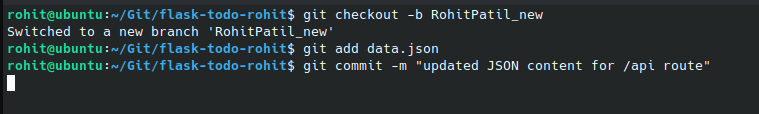 rohit@ubuntu:~/Git/flask-todo-rohit$ git checkout -b RohitPatil_new
Switched to a new branch 'RohitPatil_new'
rohit@ubuntu:~/Git/flask-todo-rohit$ git add data.json
rohit@ubuntu:~/Git/flask-todo-rohit$ git commit -m "updated JSON content for /api route"